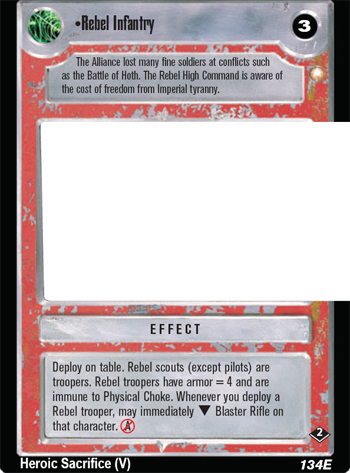 •Rebel Infantry
3
The Alliance lost many fine soldiers at conflicts such
as the Battle of Hoth. The Rebel High Command is aware of
the cost of freedom from Imperial tyranny.
EFFECT
Deploy on table. Rebel scouts (except pilots) are
troopers. Rebel troopers have armor = 4 and are
immune to Physical Choke. Whenever you deploy a
Rebel trooper, may immediately ▼ Blaster Rifle on
that character. A
2
Heroic Sacrifice (V)
134E